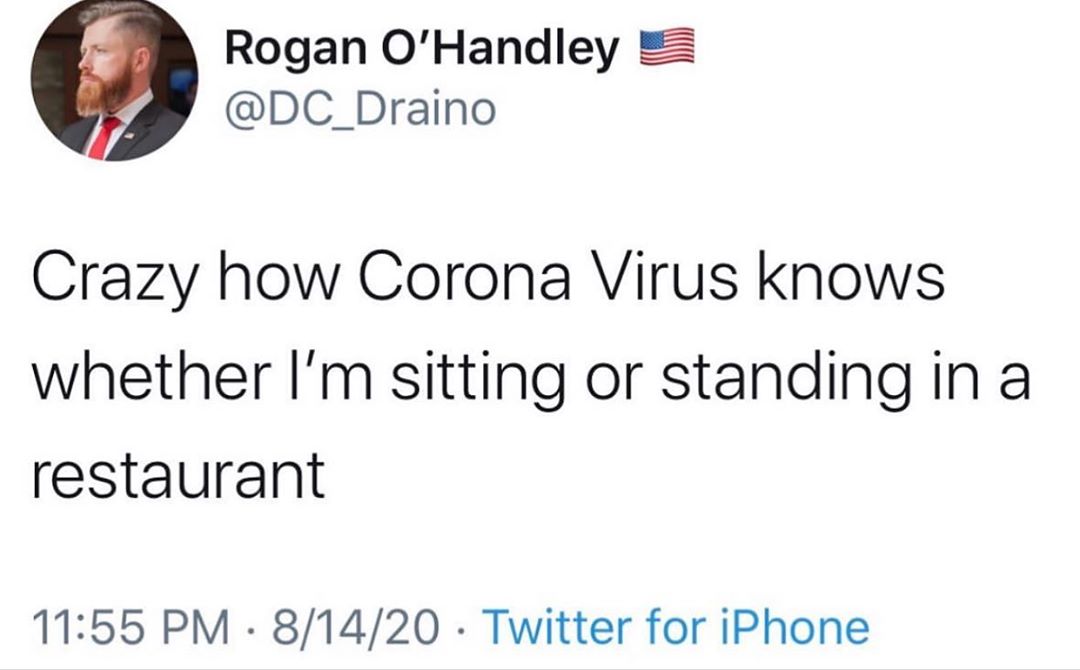 Rogan O’Handley 🇺🇸
@DC_Draino
Crazy how Corona Virus knows
whether I’m sitting or standing in a
restaurant
11:55 PM · 8/14/20 · Twitter for iPhone